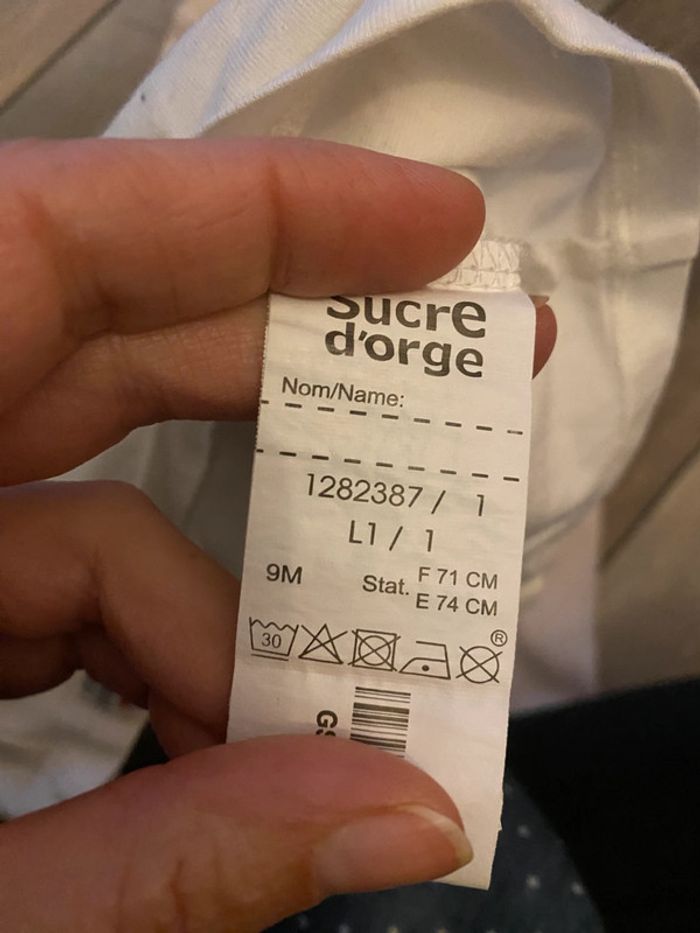 Sucre
d'orge
Nom/Name:
1282387 / 1
L1 / 1
9M Stat. F 71 CM
E 74 CM
30
®